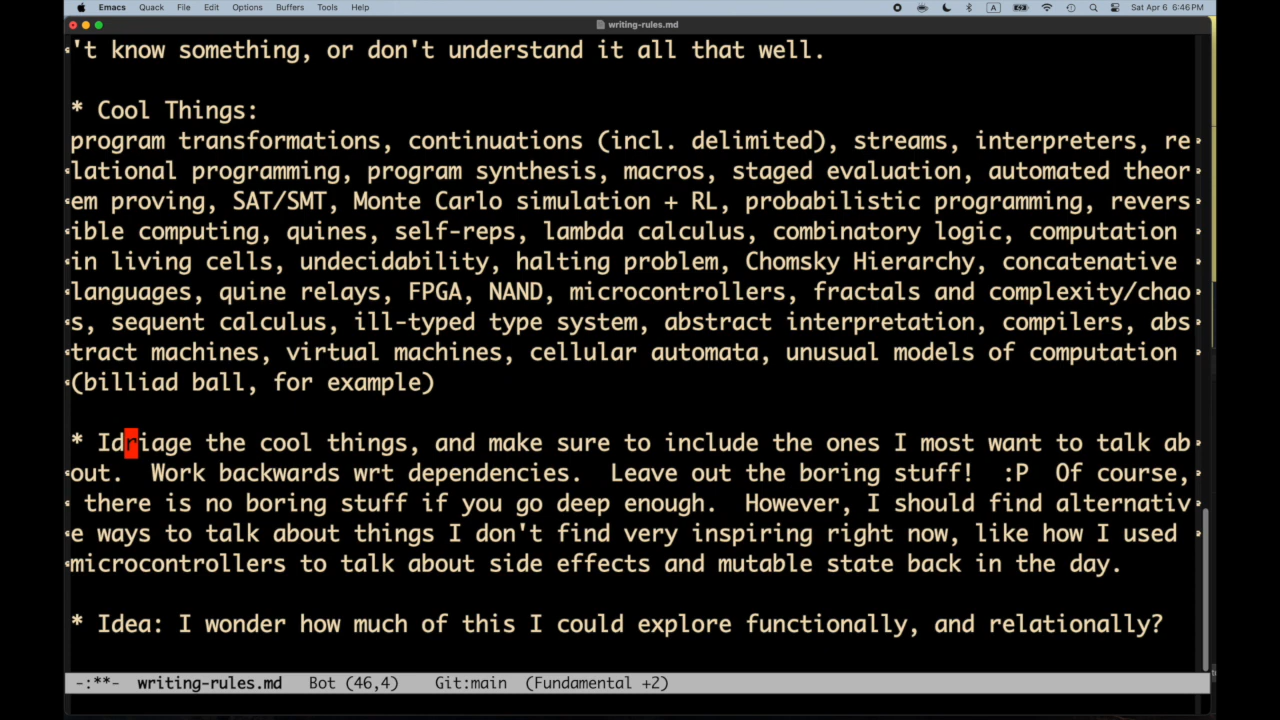 Emacs Quack File Edit Options Buffers Tools Help A Sat Apr 6 6:46 PM
writing-rules.md
't know something, or don't understand it all that well.
* Cool Things:
program transformations, continuations (incl. delimited), streams, interpreters, re
lational programming, program synthesis, macros, staged evaluation, automated theor
em proving, SAT/SMT, Monte Carlo simulation + RL, probabilistic programming, revers
ible computing, quines, self-reps, lambda calculus, combinatory logic, computation
in living cells, undecidability, halting problem, Chomsky Hierarchy, concatenative
languages, quine relays, FPGA, NAND, microcontrollers, fractals and complexity/chao
s, sequent calculus, ill-typed type system, abstract interpretation, compilers, abs
tract machines, virtual machines, cellular automata, unusual models of computation
(billiad ball, for example)
* Idriage the cool things, and make sure to include the ones I most want to talk ab
out. Work backwards wrt dependencies. Leave out the boring stuff! :P Of course,
there is no boring stuff if you go deep enough. However, I should find alternativ
e ways to talk about things I don't find very inspiring right now, like how I used
microcontrollers to talk about side effects and mutable state back in the day.
* Idea: I wonder how much of this I could explore functionally, and relationally?
-:**- writing-rules.md Bot (46,4) Git:main (Fundamental +2)